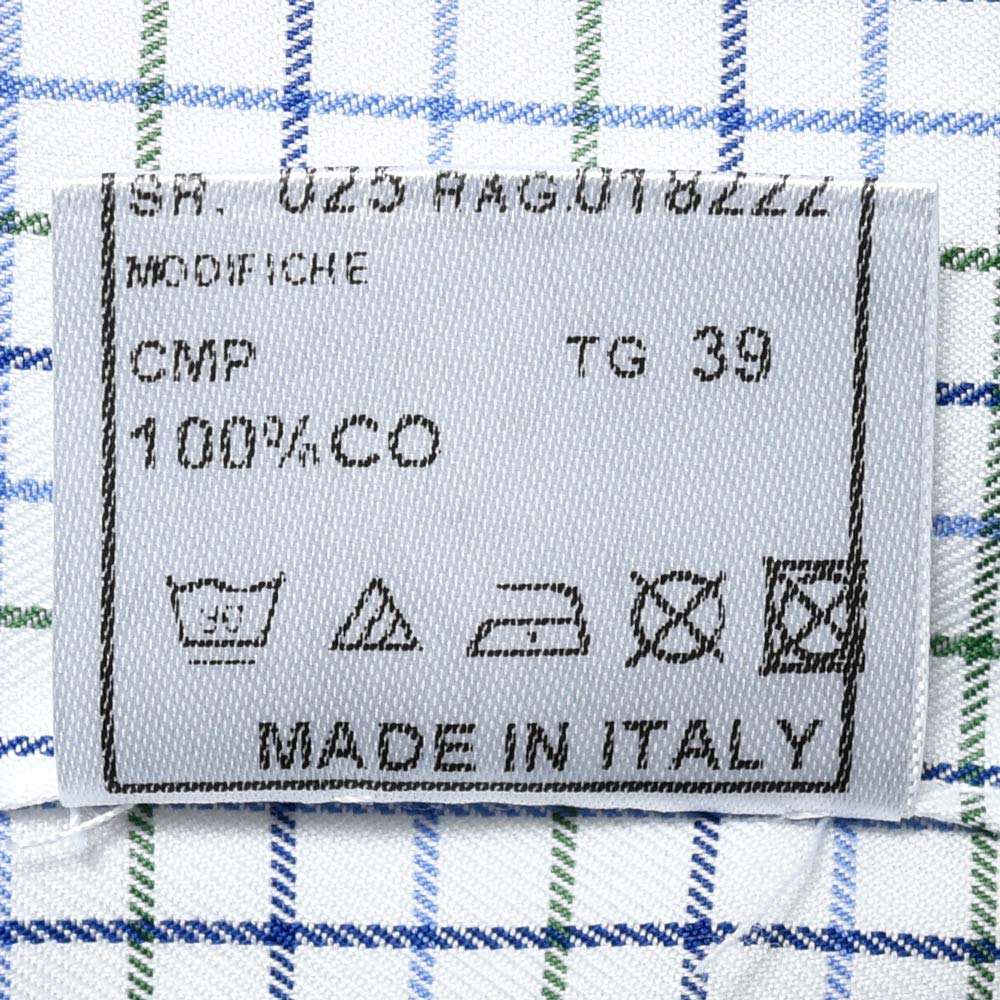 SR. 025 RAG.018222
MODIFICHE
CMP TG 39
100%CO
MADE IN ITALY